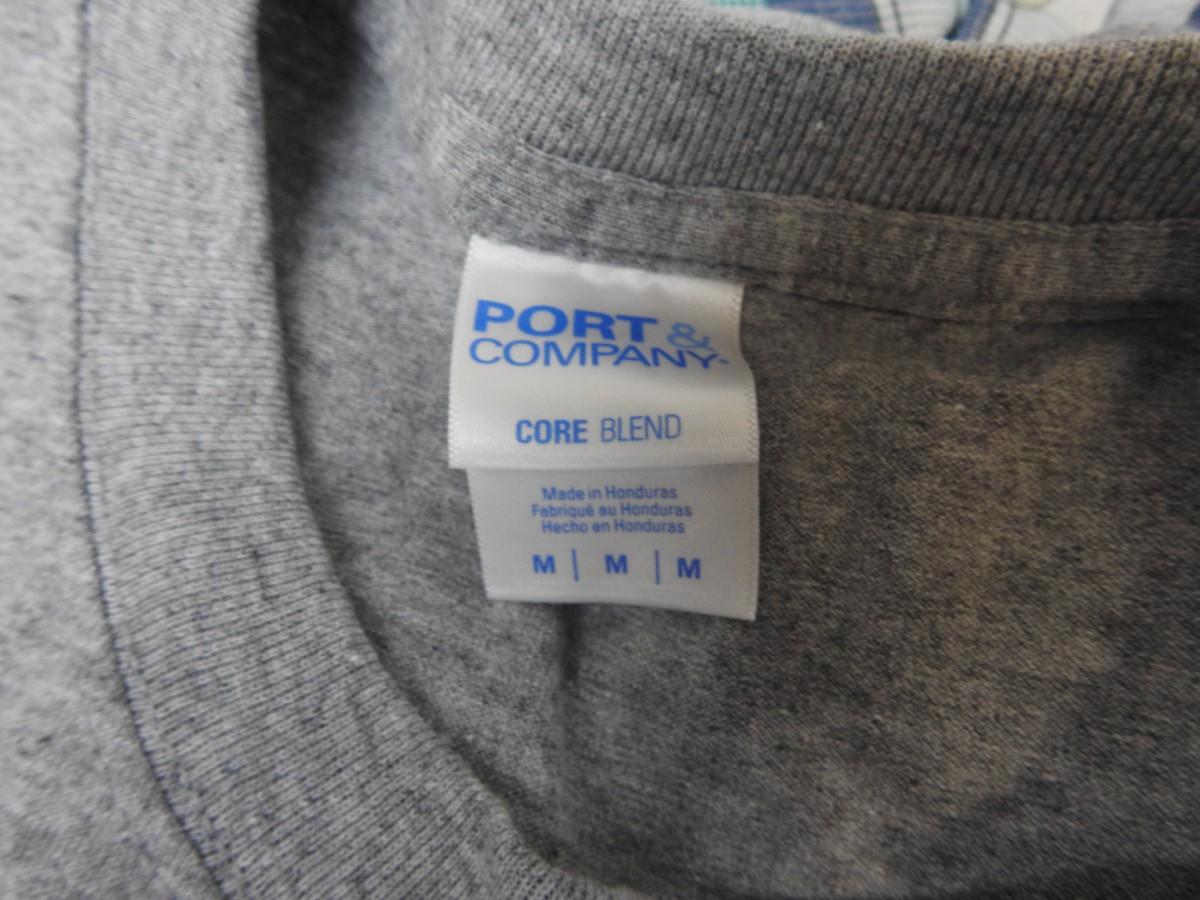 PORT &
COMPANY
CORE BLEND
Made in Honduras
Fabriqué au Honduras
Hecho en Honduras
M | M | M